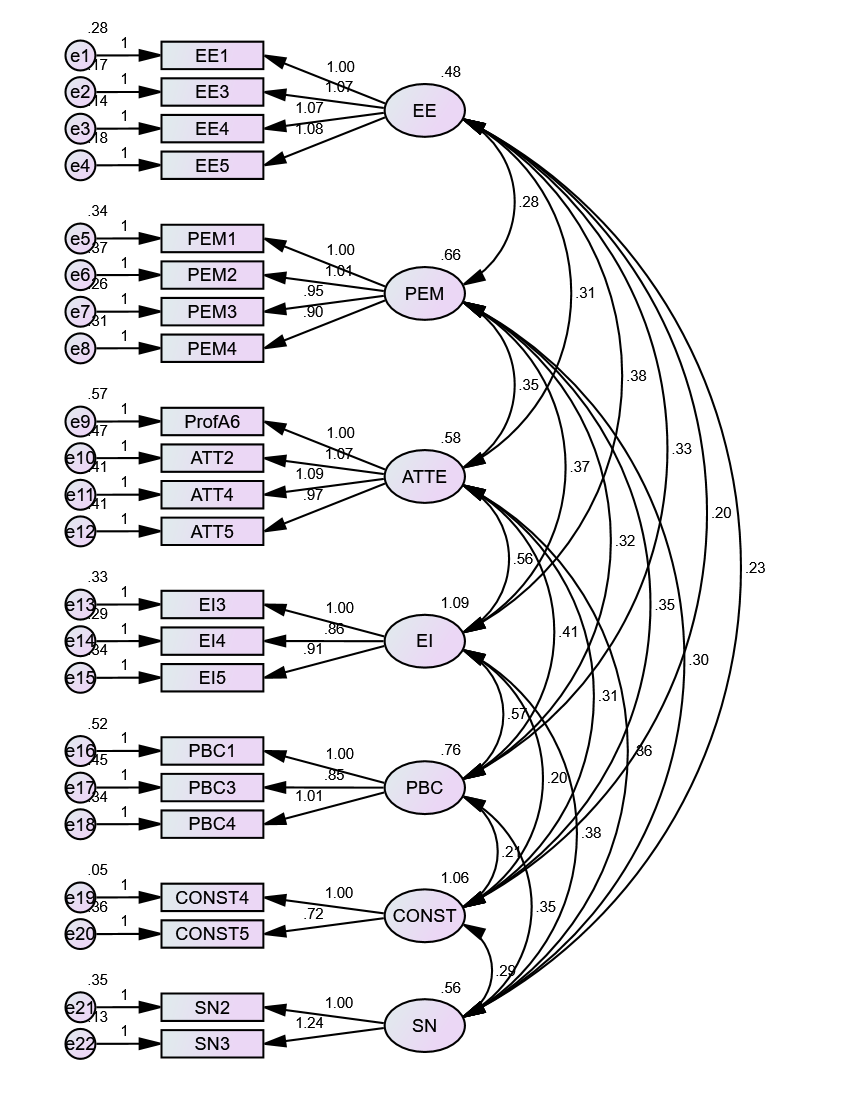 .28
e1 1 EE1 1.00
.17
e2 1 EE3 1.07
.14
e3 1 EE4 1.07
.18
e4 1 EE5 1.08
EE .48
.34
e5 1 PEM1 1.00
.37
e6 1 PEM2 1.01
.26
e7 1 PEM3 .95
.31
e8 1 PEM4 .90
PEM .66
.57
e9 1 ProfA6 1.00
.47
e10 1 ATT2 1.07
.41
e11 1 ATT4 1.09
.41
e12 1 ATT5 .97
ATTE .58
.33
e13 1 EI3 1.00
.29
e14 1 EI4 .86
.34
e15 1 EI5 .91
EI 1.09
.52
e16 1 PBC1 1.00
.45
e17 1 PBC3 .85
.34
e18 1 PBC4 1.01
PBC .76
.05
e19 1 CONST4 1.00
.36
e20 1 CONST5 .72
CONST 1.06
.35
e21 1 SN2 1.00
.13
e22 1 SN3 1.24
SN .56
.28
.31
.38
.33
.20
.23
.35
.37
.32
.35
.30
.56
.41
.31
.36
.57
.20
.38
.21
.35
.29